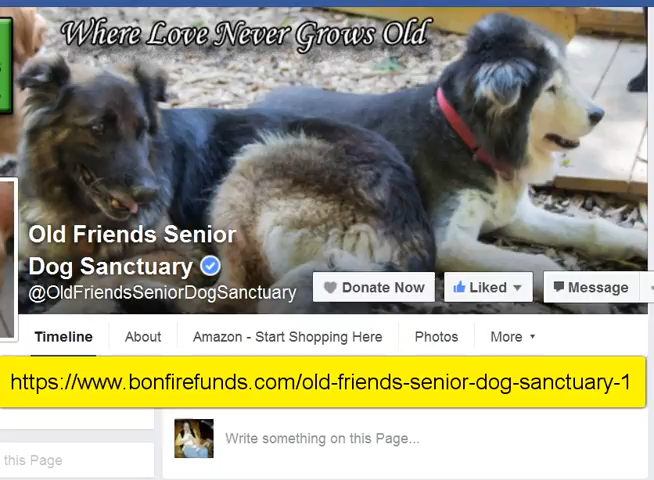 Where Love Never Grows Old
Old Friends Senior
Dog Sanctuary
@OldFriendsSeniorDogSanctuary
Donate Now
Liked
Message
Timeline
About
Amazon - Start Shopping Here
Photos
More
https://www.bonfirefunds.com/old-friends-senior-dog-sanctuary-1
Write something on this Page...
this Page